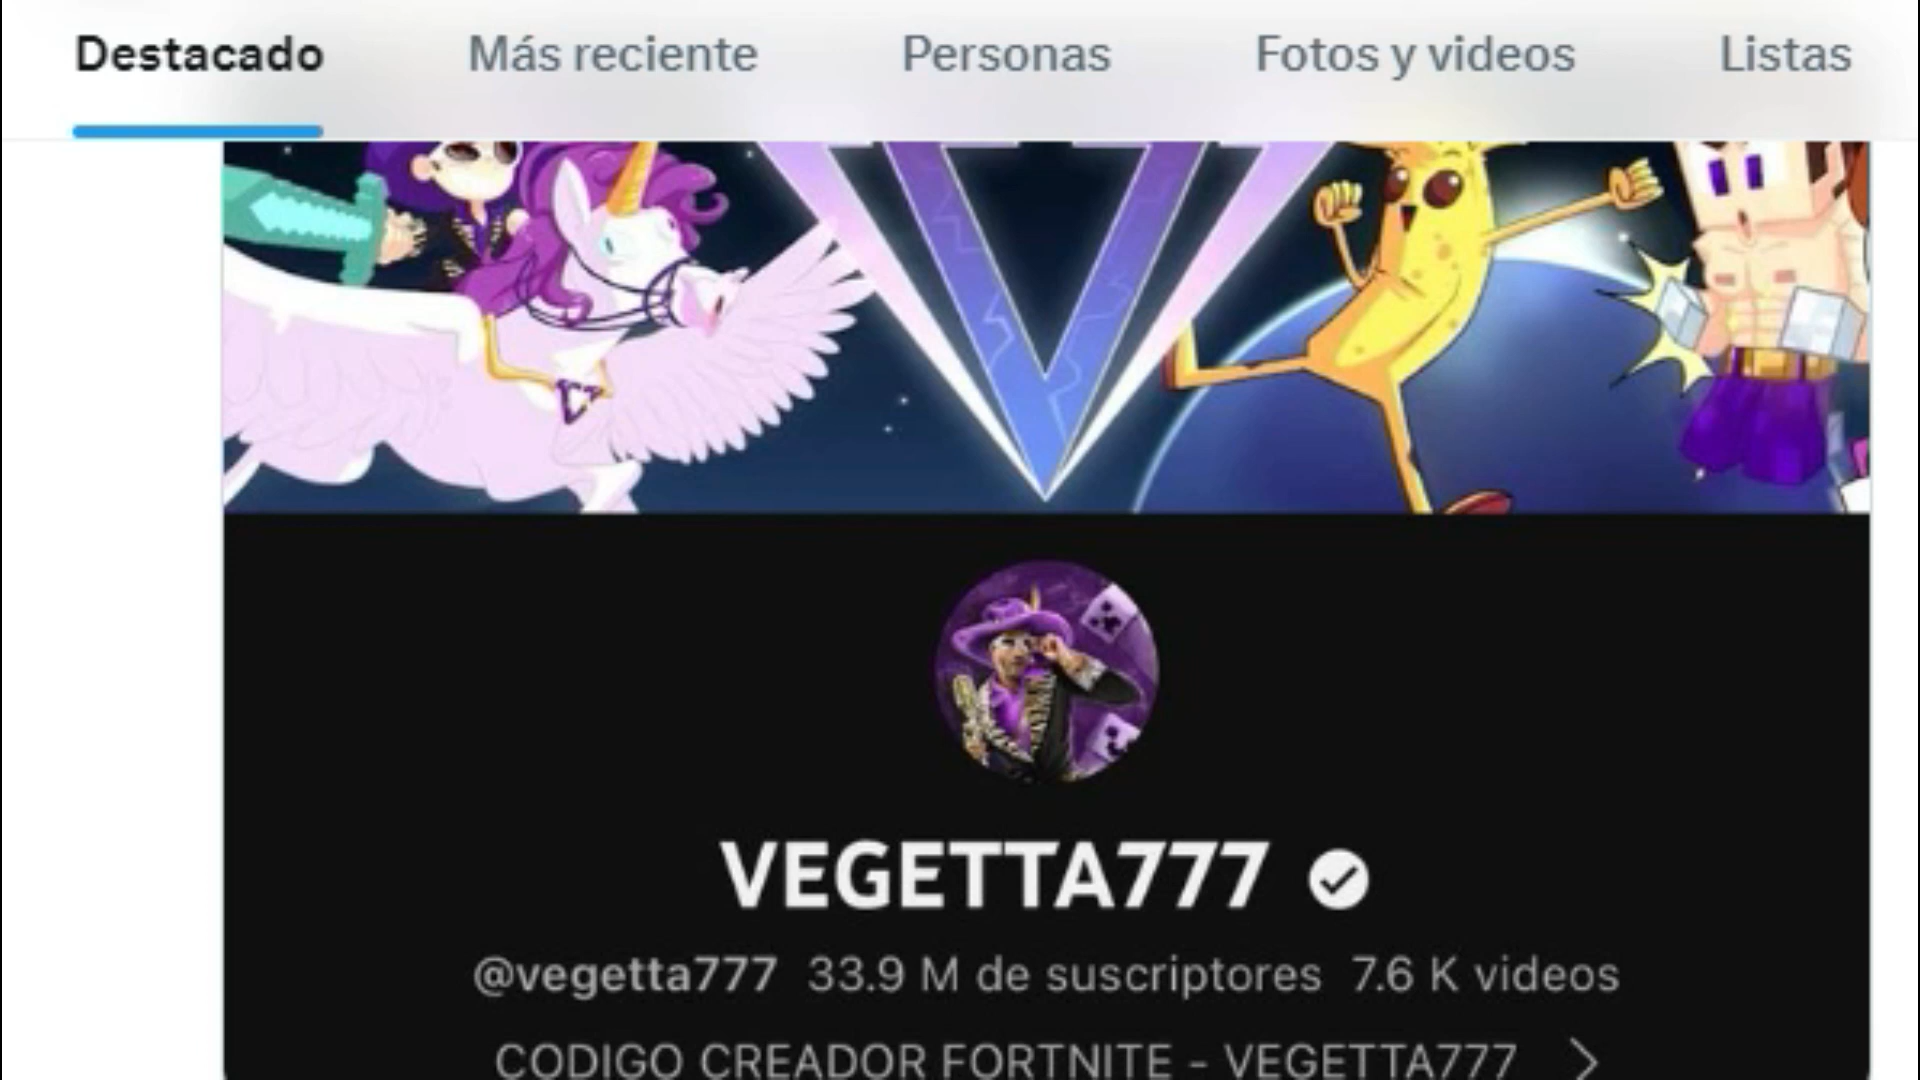 Destacado Más reciente Personas Fotos y videos Listas
VEGETTA777
@vegetta777 33.9 M de suscriptores 7.6 K videos
CODIGO CREADOR FORTNITE - VEGETTA777